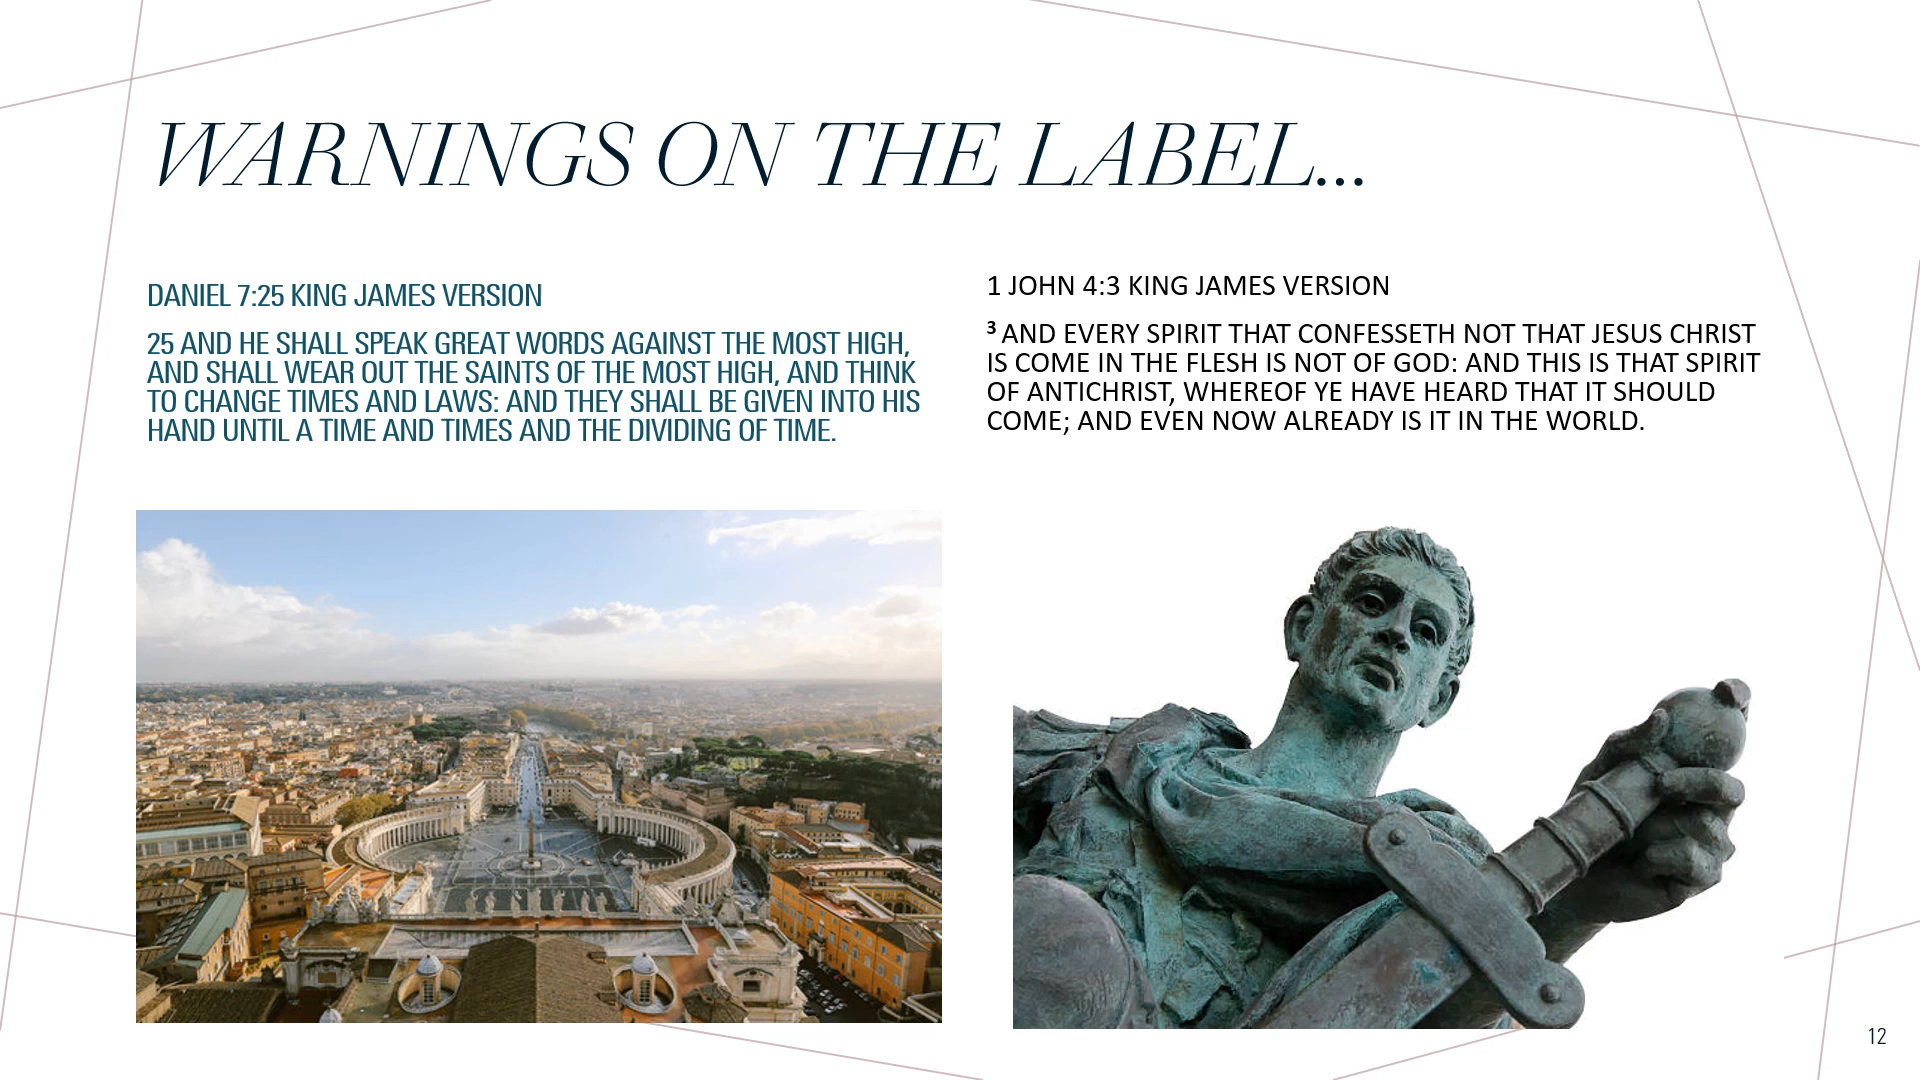 WARNINGS ON THE LABEL...
DANIEL 7:25 KING JAMES VERSION
25 AND HE SHALL SPEAK GREAT WORDS AGAINST THE MOST HIGH,
AND SHALL WEAR OUT THE SAINTS OF THE MOST HIGH, AND THINK
TO CHANGE TIMES AND LAWS: AND THEY SHALL BE GIVEN INTO HIS
HAND UNTIL A TIME AND TIMES AND THE DIVIDING OF TIME.
1 JOHN 4:3 KING JAMES VERSION
³ AND EVERY SPIRIT THAT CONFESSETH NOT THAT JESUS CHRIST
IS COME IN THE FLESH IS NOT OF GOD: AND THIS IS THAT SPIRIT
OF ANTICHRIST, WHEREOF YE HAVE HEARD THAT IT SHOULD
COME; AND EVEN NOW ALREADY IS IT IN THE WORLD.
12